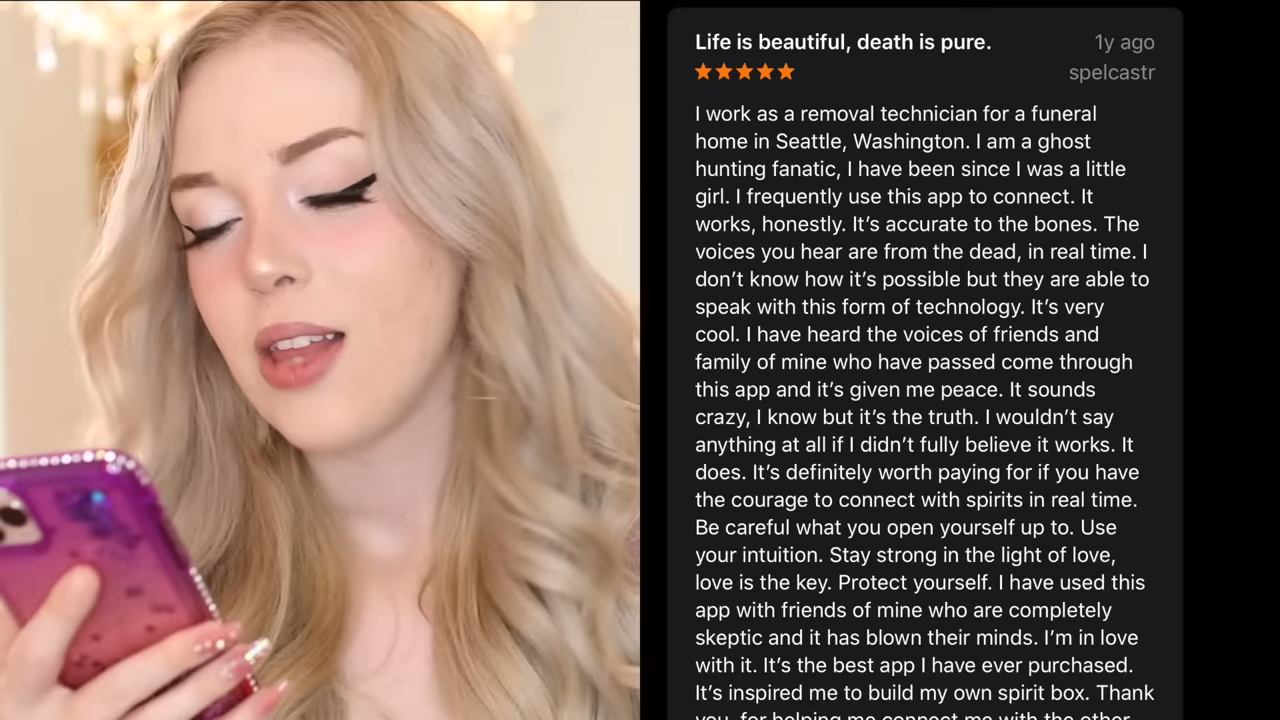 Life is beautiful, death is pure.
1y ago
spelcastr
I work as a removal technician for a funeral
home in Seattle, Washington. I am a ghost
hunting fanatic, I have been since I was a little
girl. I frequently use this app to connect. It
works, honestly. It’s accurate to the bones. The
voices you hear are from the dead, in real time. I
don’t know how it’s possible but they are able to
speak with this form of technology. It’s very
cool. I have heard the voices of friends and
family of mine who have passed come through
this app and it’s given me peace. It sounds
crazy, I know but it’s the truth. I wouldn’t say
anything at all if I didn’t fully believe it works. It
does. It’s definitely worth paying for if you have
the courage to connect with spirits in real time.
Be careful what you open yourself up to. Use
your intuition. Stay strong in the light of love,
love is the key. Protect yourself. I have used this
app with friends of mine who are completely
skeptic and it has blown their minds. I’m in love
with it. It’s the best app I have ever purchased.
It’s inspired me to build my own spirit box. Thank
you, for helping me connect me with the other